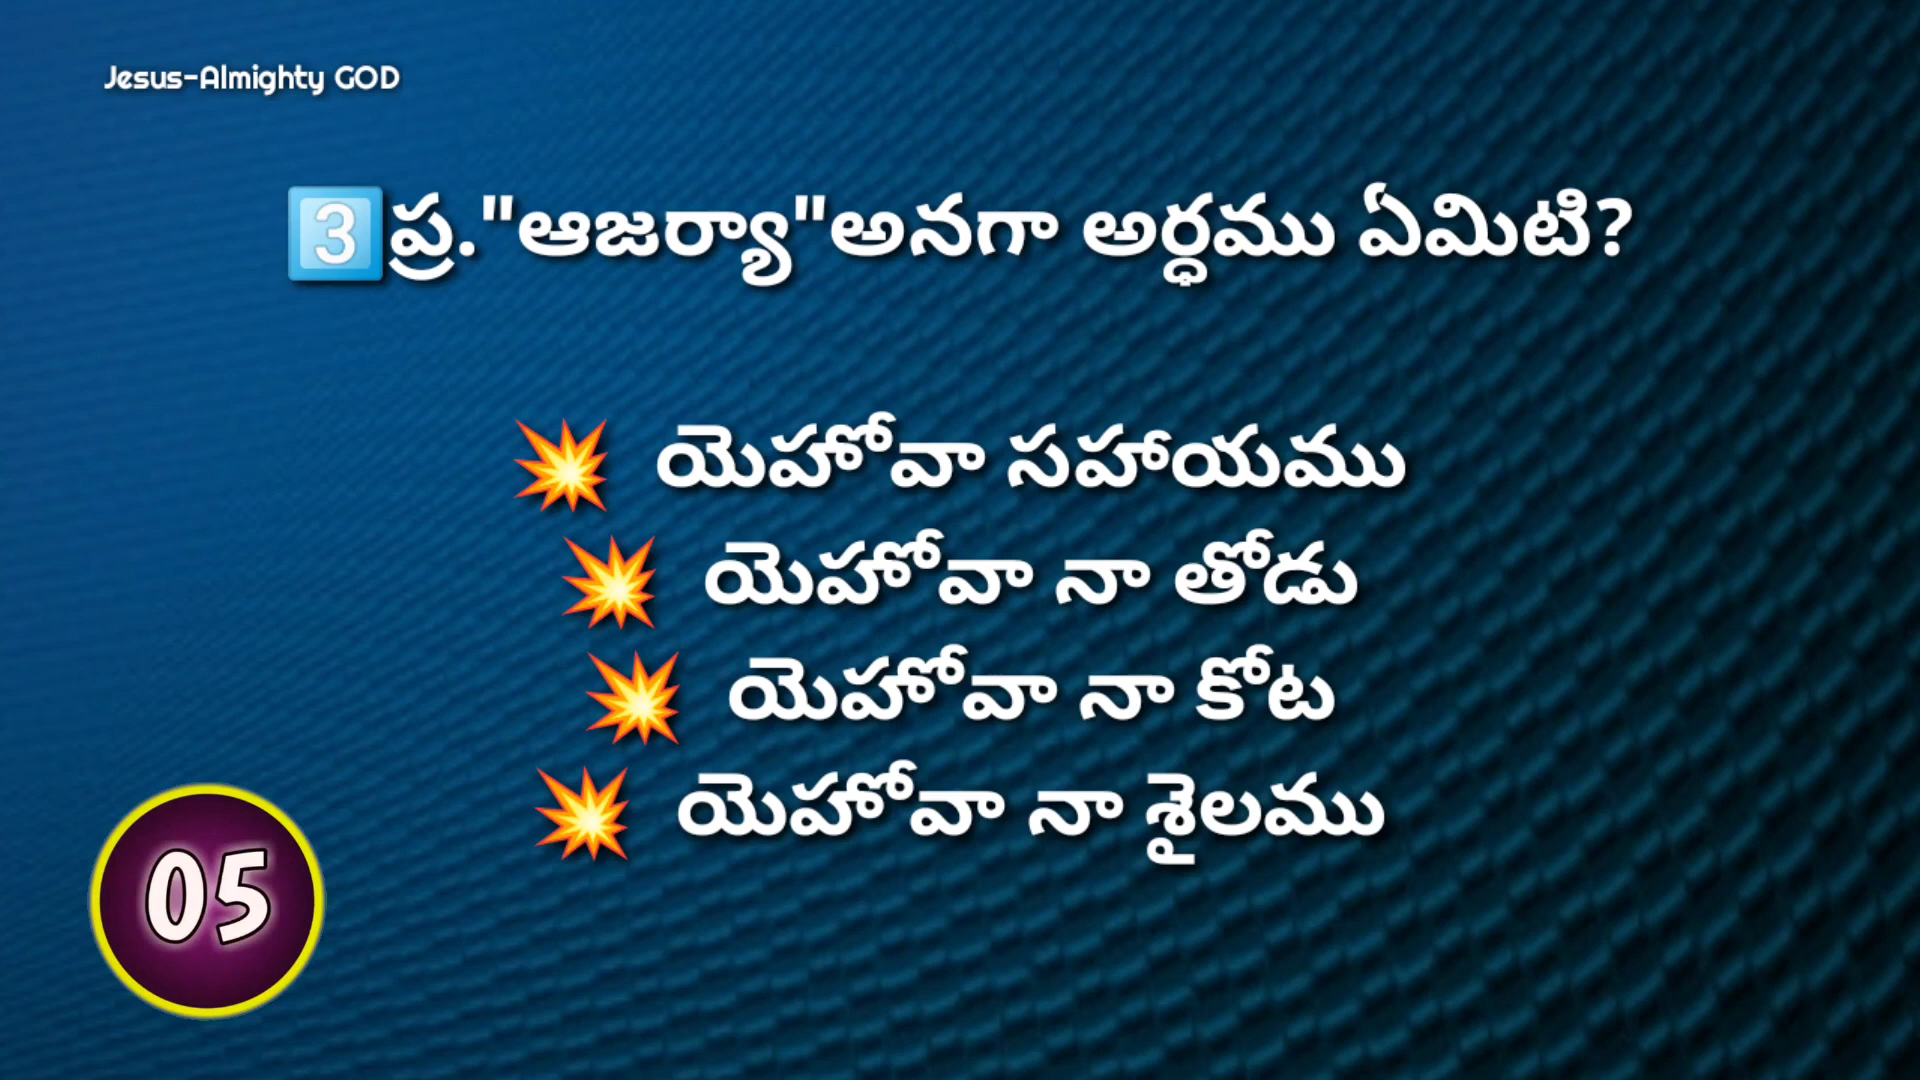 Jesus-Almighty GOD
3️⃣ప్ర."ఆజర్యా"అనగా అర్ధము ఏమిటి?
💥 యెహోవా సహాయము
💥 యెహోవా నా తోడు
💥 యెహోవా నా కోట
💥 యెహోవా నా శైలము
05